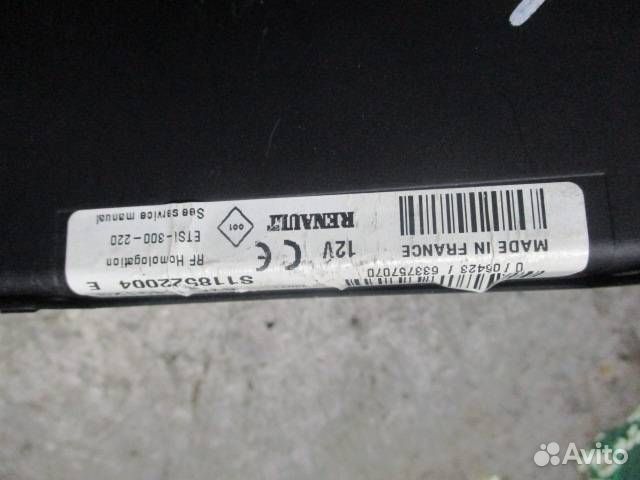 S118522004 E
0 / 05423 / 633757070
RF Homologation
ETSI-300-220
See service manual
12V CE
001
RENAULT
MADE IN FRANCE
Avito